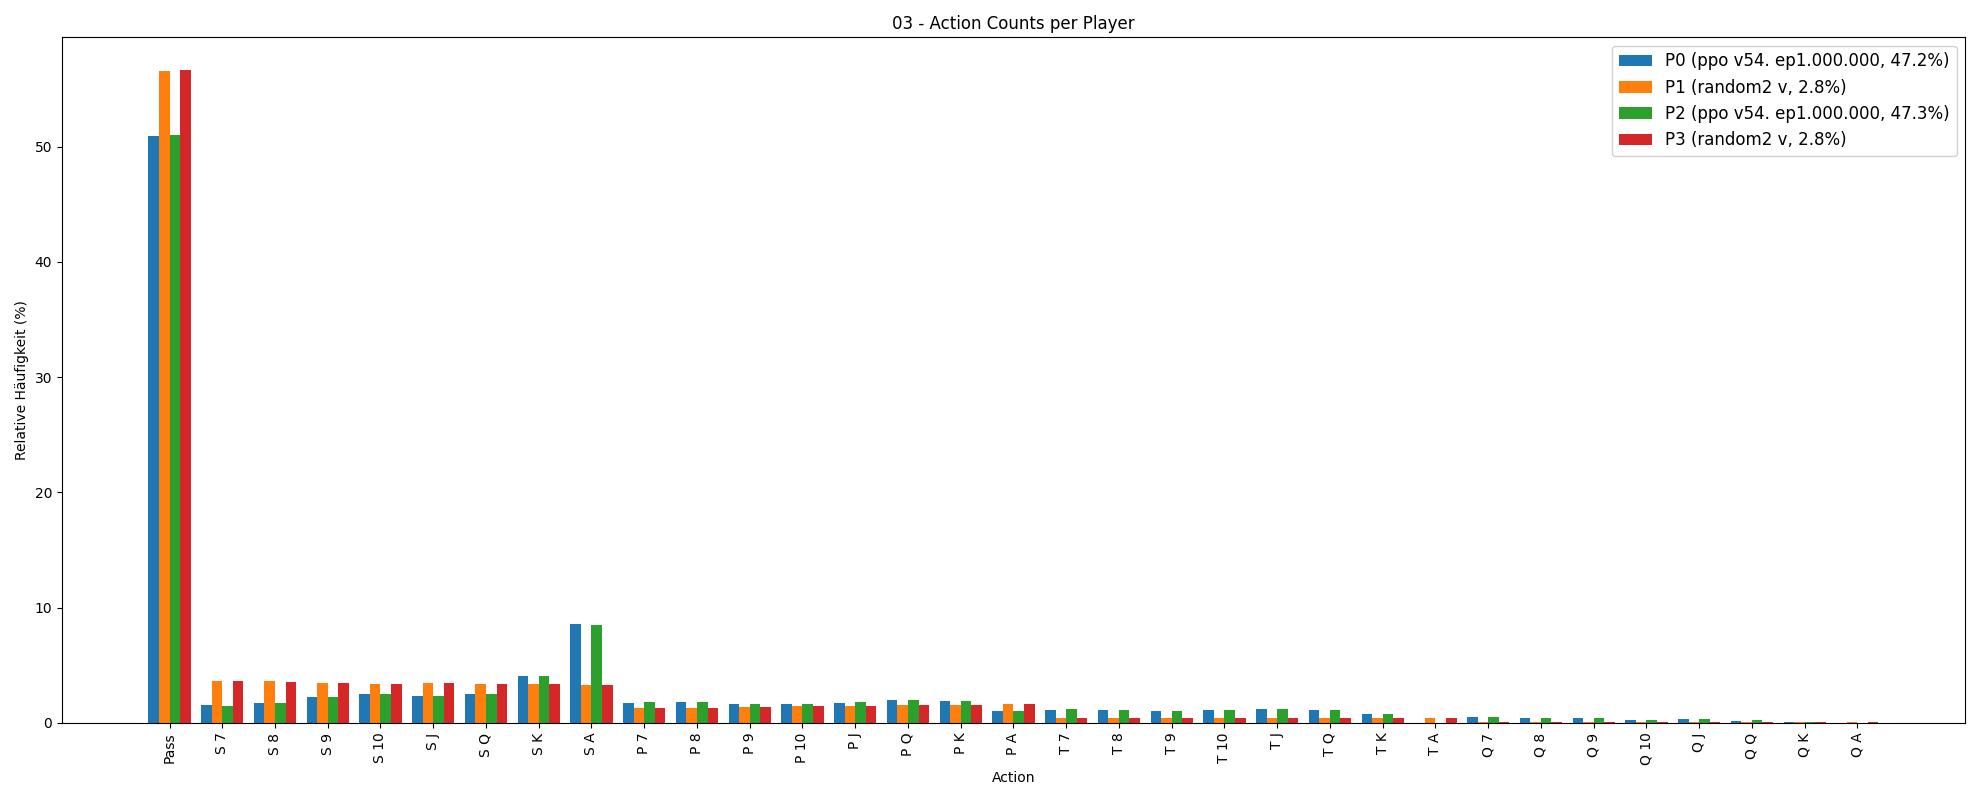 03 - Action Counts per Player
P0 (ppo v54. ep1.000.000, 47.2%)
P1 (random2 v, 2.8%)
P2 (ppo v54. ep1.000.000, 47.3%)
P3 (random2 v, 2.8%)
Relative Häufigkeit (%)
50
40
30
20
10
0
Pass
S 7
S 8
S 9
S 10
S J
S Q
S K
S A
P 7
P 8
P 9
P 10
P J
P Q
P K
P A
T 7
T 8
T 9
T 10
T J
T Q
T K
T A
Q 7
Q 8
Q 9
Q 10
Q J
Q Q
Q K
Q A
Action